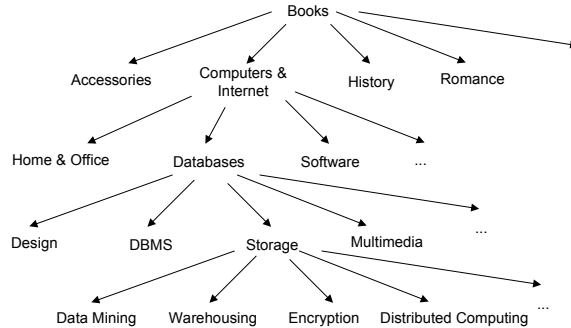 Books
Accessories
Computers &
Internet
History
Romance
Home & Office
Databases
Software
...
Design
DBMS
Storage
Multimedia
...
Data Mining
Warehousing
Encryption
Distributed Computing
...